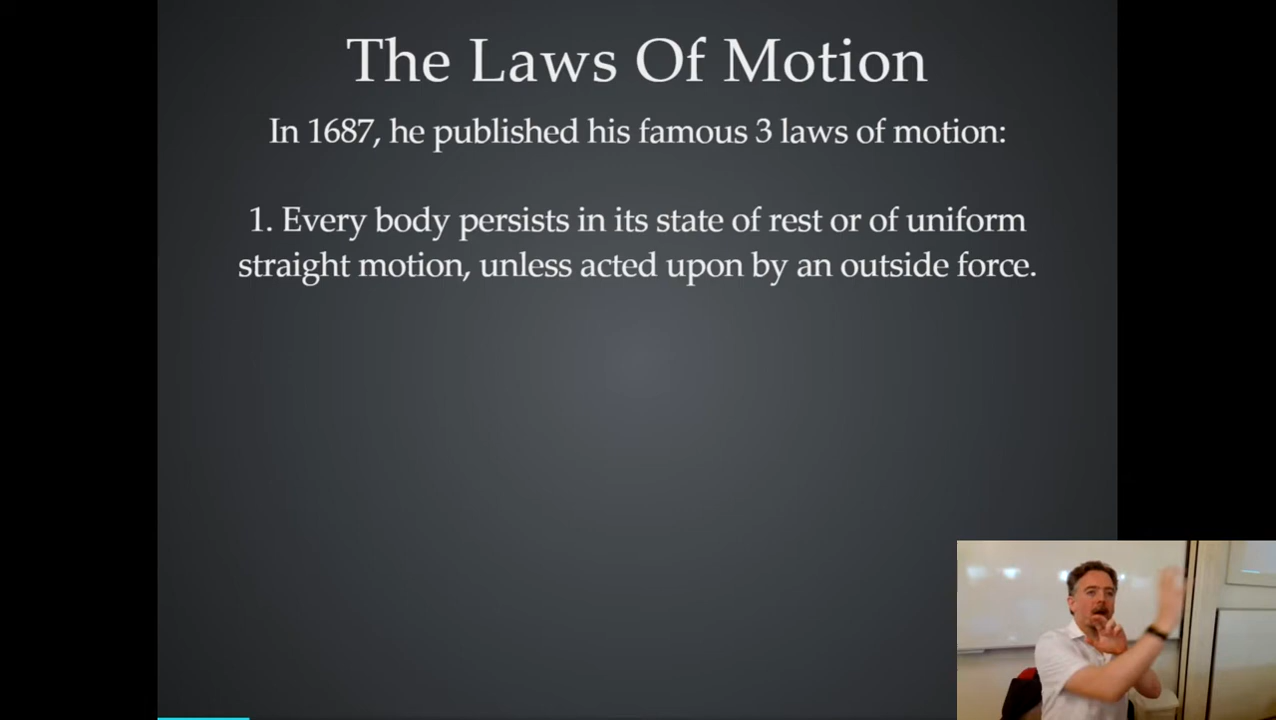 The Laws Of Motion
In 1687, he published his famous 3 laws of motion:
1. Every body persists in its state of rest or of uniform
straight motion, unless acted upon by an outside force.